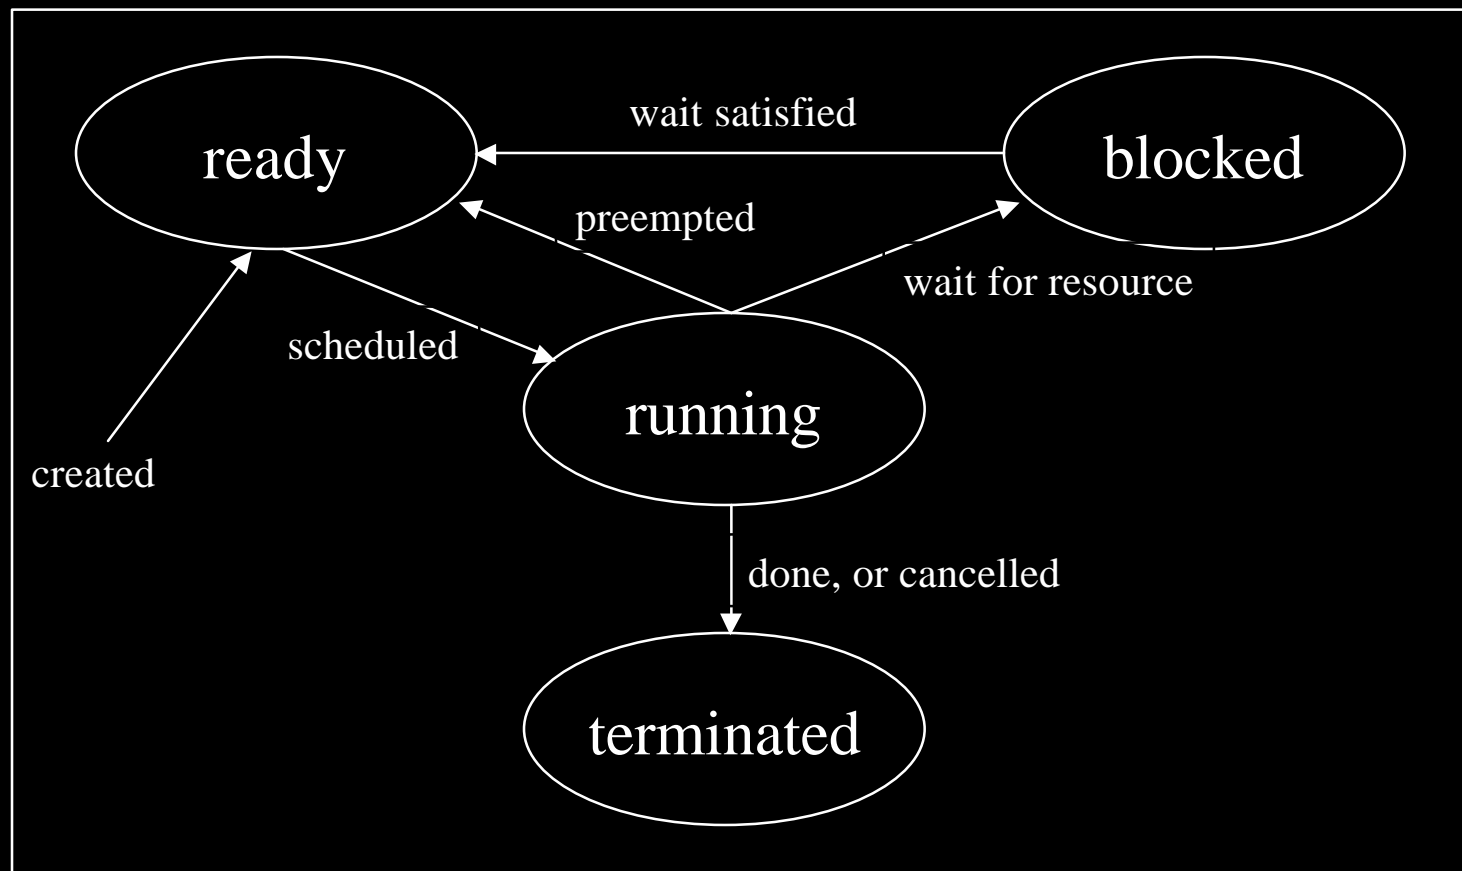 wait satisfied
ready
blocked
preempted
wait for resource
scheduled
running
created
done, or cancelled
terminated